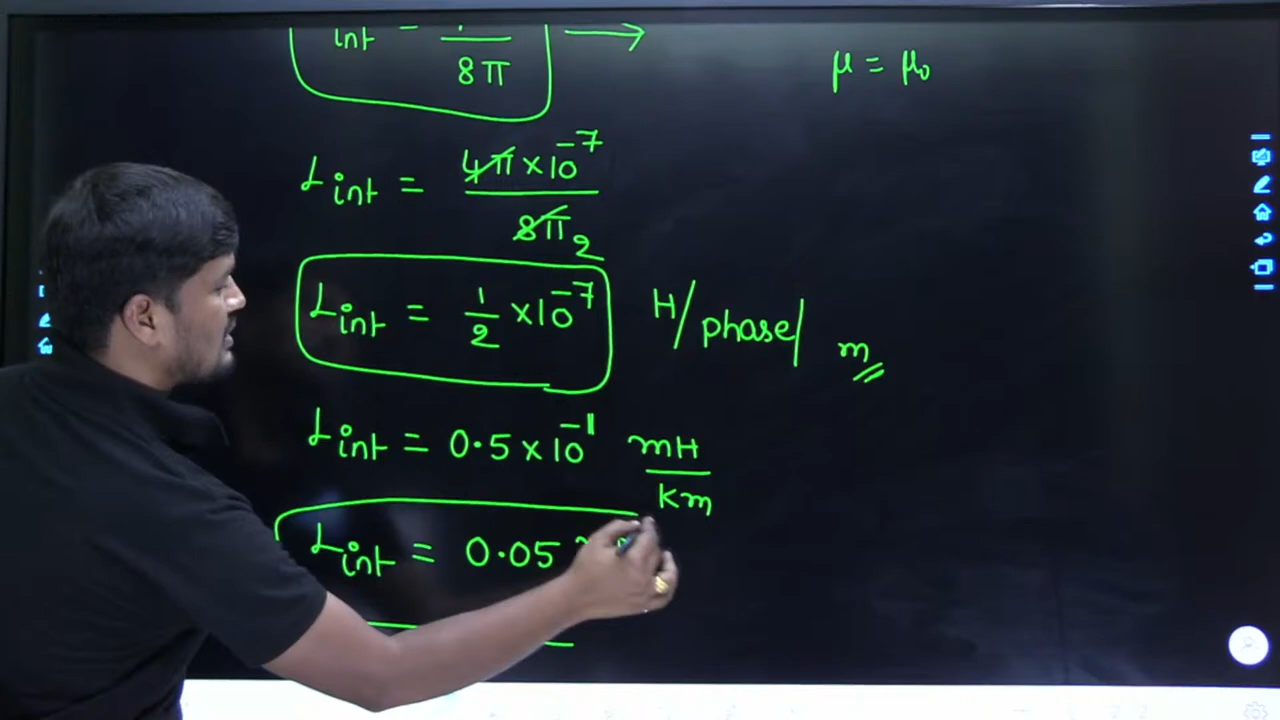 int =
8π
μ = μ₀
Lint = 4π×10⁻⁷
8π 2
Lint = 1/2 ×10⁻⁷ H/phase/m
Lint = 0.5×10⁻¹ mH/km
Lint = 0.05